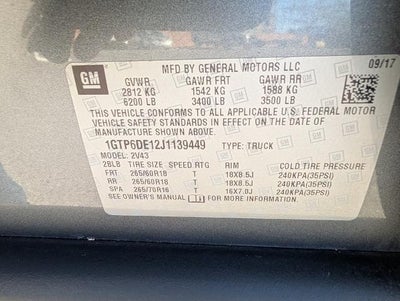 GM
MFD BY GENERAL MOTORS LLC 09/17
GVWR GAWR FRT GAWR RR
2812 KG 1542 KG 1588 KG
6200 LB 3400 LB 3500 LB
THIS VEHICLE CONFORMS TO ALL APPLICABLE U.S. FEDERAL MOTOR
VEHICLE SAFETY STANDARDS IN EFFECT ON THE DATE OF
MANUFACTURE SHOWN ABOVE.
1GTP6DE12J1139449 TYPE: TRUCK
MODEL: 2V43
2BLB TIRE SIZE SPEED RTG RIM COLD TIRE PRESSURE
FRT 265/60R18 T 18X8.5J 240KPA(35PSI)
RR 265/60R18 T 18X8.5J 240KPA(35PSI)
SPA 265/70R16 T 16X7.0J 240KPA(35PSI)
SEE OWNER'S MANUAL FOR MORE INFORMATION.